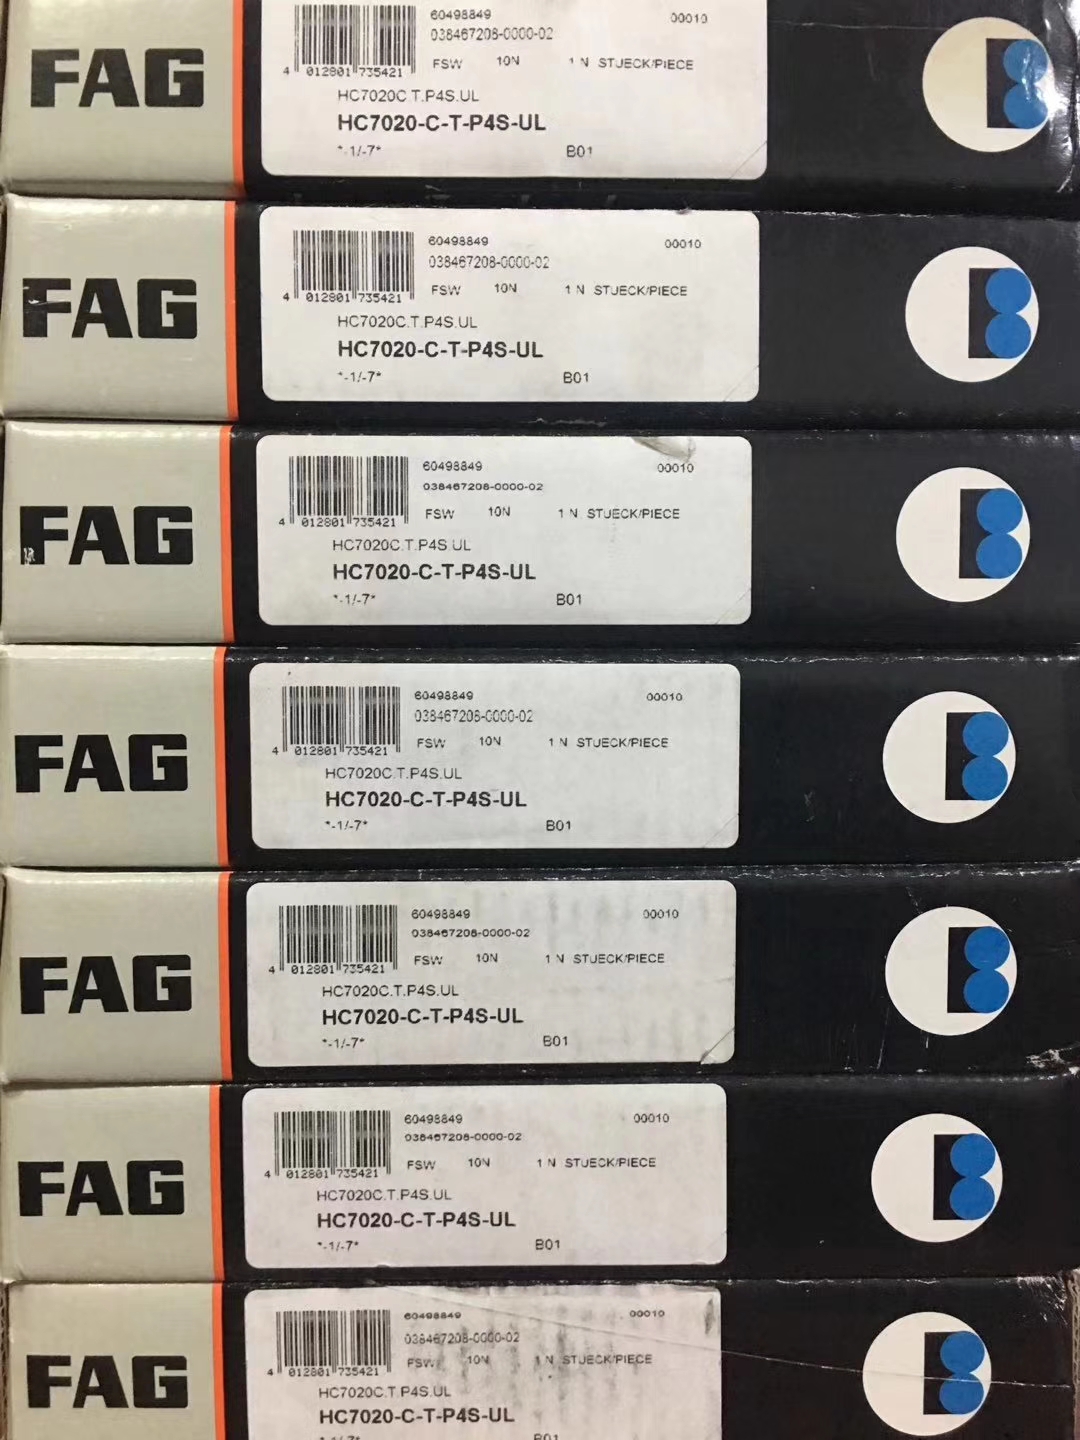 FAG
60498849 00010
038467208-0000-02
4 012801 735421
FSW 10N 1 N STUECK/PIECE
HC7020C.T.P4S.UL
HC7020-C-T-P4S-UL
*-1/-7* B01
FAG
60498849 00010
038467208-0000-02
4 012801 735421
FSW 10N 1 N STUECK/PIECE
HC7020C.T.P4S.UL
HC7020-C-T-P4S-UL
*-1/-7* B01
FAG
60498849 00010
038467208-0000-02
4 012801 735421
FSW 10N 1 N STUECK/PIECE
HC7020C.T.P4S.UL
HC7020-C-T-P4S-UL
*-1/-7* B01
FAG
60498849 00010
038467208-0000-02
4 012801 735421
FSW 10N 1 N STUECK/PIECE
HC7020C.T.P4S.UL
HC7020-C-T-P4S-UL
*-1/-7* B01
FAG
60498849 00010
038467208-0000-02
4 012801 735421
FSW 10N 1 N STUECK/PIECE
HC7020C.T.P4S.UL
HC7020-C-T-P4S-UL
*-1/-7* B01
FAG
60498849 00010
038467208-0000-02
4 012801 735421
FSW 10N 1 N STUECK/PIECE
HC7020C.T.P4S.UL
HC7020-C-T-P4S-UL
*-1/-7* B01
FAG
60498849 00010
038467208-0000-02
4 012801 735421
FSW 10N 1 N STUECK/PIECE
HC7020C.T.P4S.UL
HC7020-C-T-P4S-UL
B01